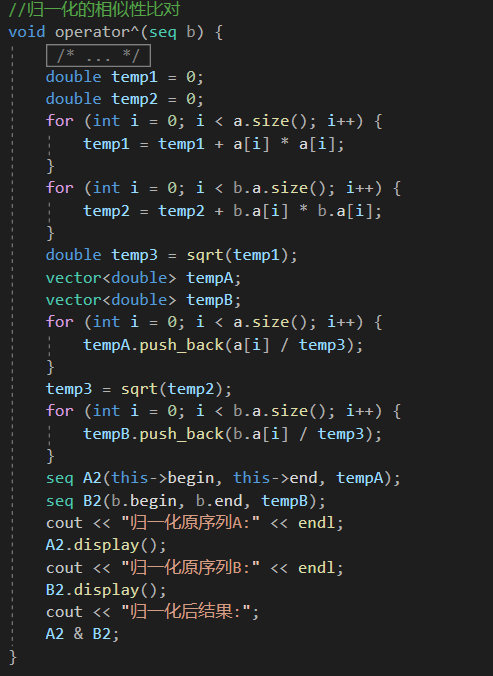 //归一化的相似性比对
void operator^(seq b) {
/* ... */
double temp1 = 0;
double temp2 = 0;
for (int i = 0; i < a.size(); i++) {
temp1 = temp1 + a[i] * a[i];
}
for (int i = 0; i < b.a.size(); i++) {
temp2 = temp2 + b.a[i] * b.a[i];
}
double temp3 = sqrt(temp1);
vector<double> tempA;
vector<double> tempB;
for (int i = 0; i < a.size(); i++) {
tempA.push_back(a[i] / temp3);
}
temp3 = sqrt(temp2);
for (int i = 0; i < b.a.size(); i++) {
tempB.push_back(b.a[i] / temp3);
}
seq A2(this->begin, this->end, tempA);
seq B2(b.begin, b.end, tempB);
cout << "归一化原序列A:" << endl;
A2.display();
cout << "归一化原序列B:" << endl;
B2.display();
cout << "归一化后结果:";
A2 & B2;
}